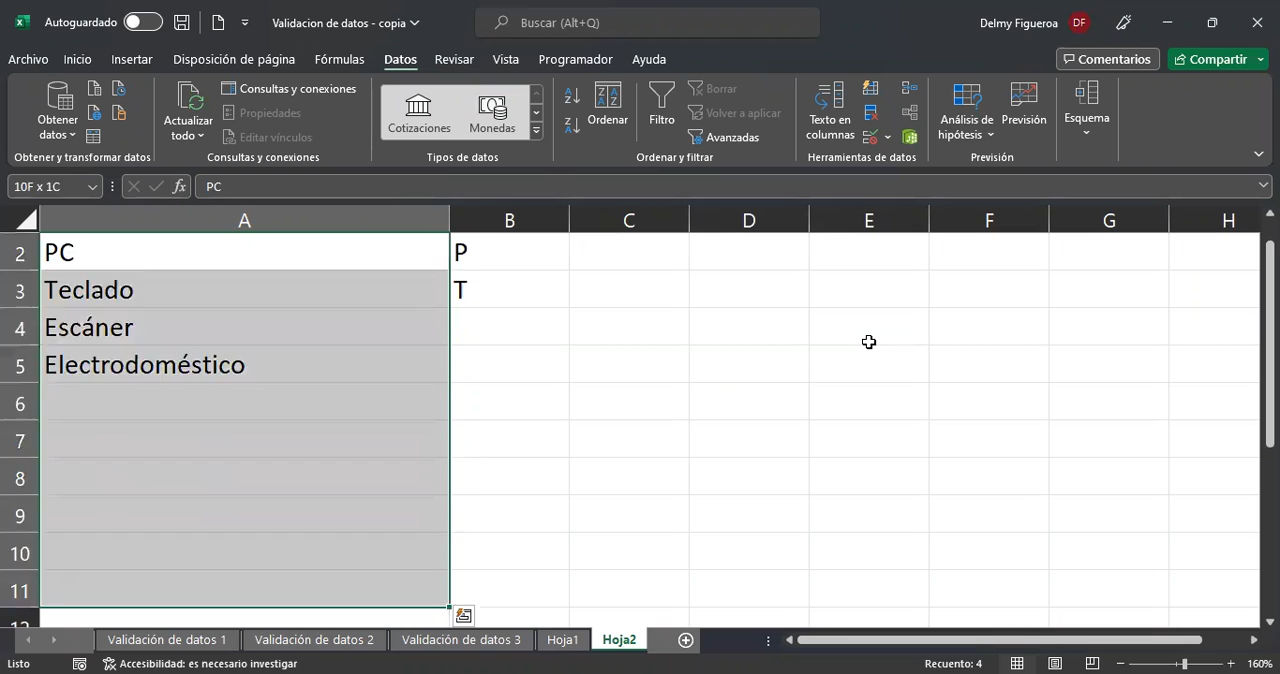 Autoguardado
Validacion de datos - copia
Buscar (Alt+Q)
Delmy Figueroa
DF
Archivo
Inicio
Insertar
Disposición de página
Fórmulas
Datos
Revisar
Vista
Programador
Ayuda
Comentarios
Compartir
Obtener datos
Obtener y transformar datos
Actualizar todo
Consultas y conexiones
Propiedades
Editar vínculos
Consultas y conexiones
Cotizaciones
Monedas
Tipos de datos
Ordenar
Filtro
Borrar
Volver a aplicar
Avanzadas
Ordenar y filtrar
Texto en columnas
Herramientas de datos
Análisis de hipótesis
Previsión
Previsión
Esquema
10F x 1C
fx
PC
A B C D E F G H
2 PC P
3 Teclado T
4 Escáner
5 Electrodoméstico
6
7
8
9
10
11
Validación de datos 1
Validación de datos 2
Validación de datos 3
Hoja1
Hoja2
Listo
Accesibilidad: es necesario investigar
Recuento: 4
160%